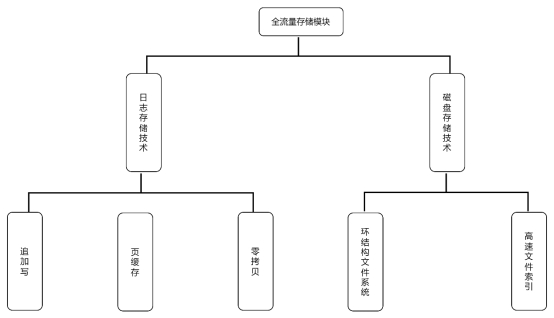 全流量存储模块
日志存储技术
磁盘存储技术
追加写
页缓存
零拷贝
环结构文件系统
高速文件索引